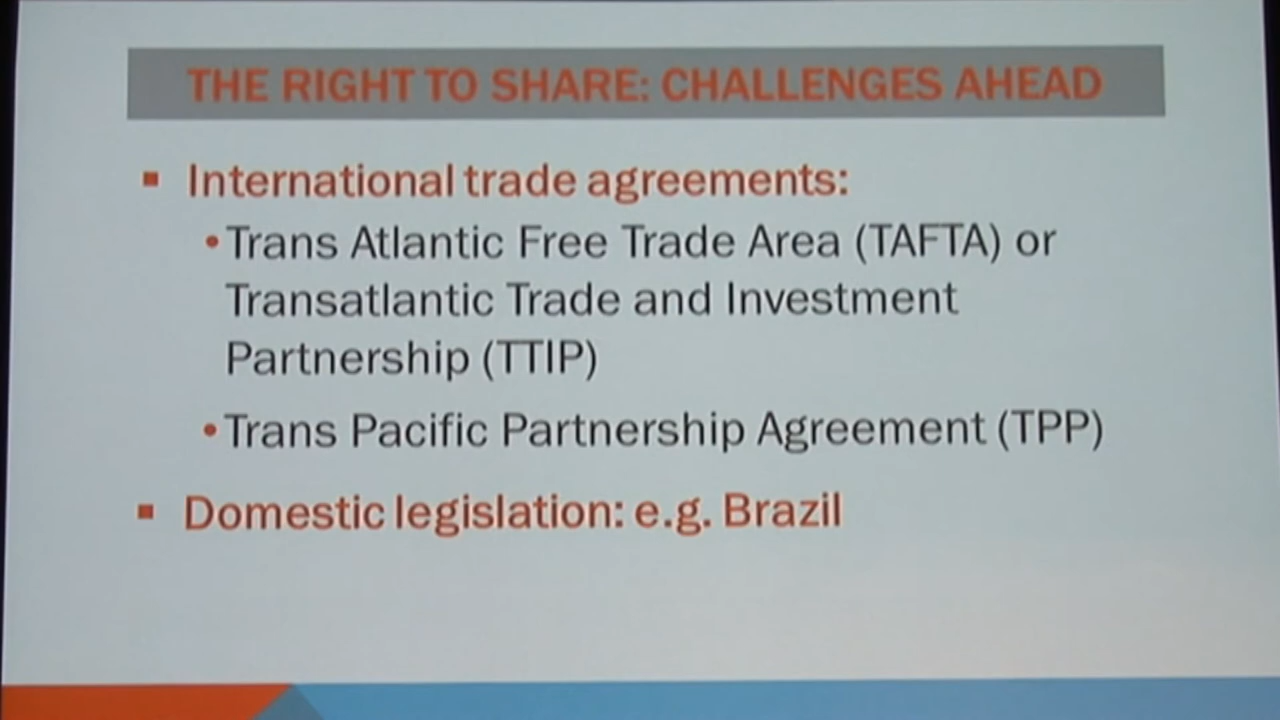 THE RIGHT TO SHARE: CHALLENGES AHEAD
▪ International trade agreements:
•Trans Atlantic Free Trade Area (TAFTA) or
Transatlantic Trade and Investment
Partnership (TTIP)
•Trans Pacific Partnership Agreement (TPP)
▪ Domestic legislation: e.g. Brazil